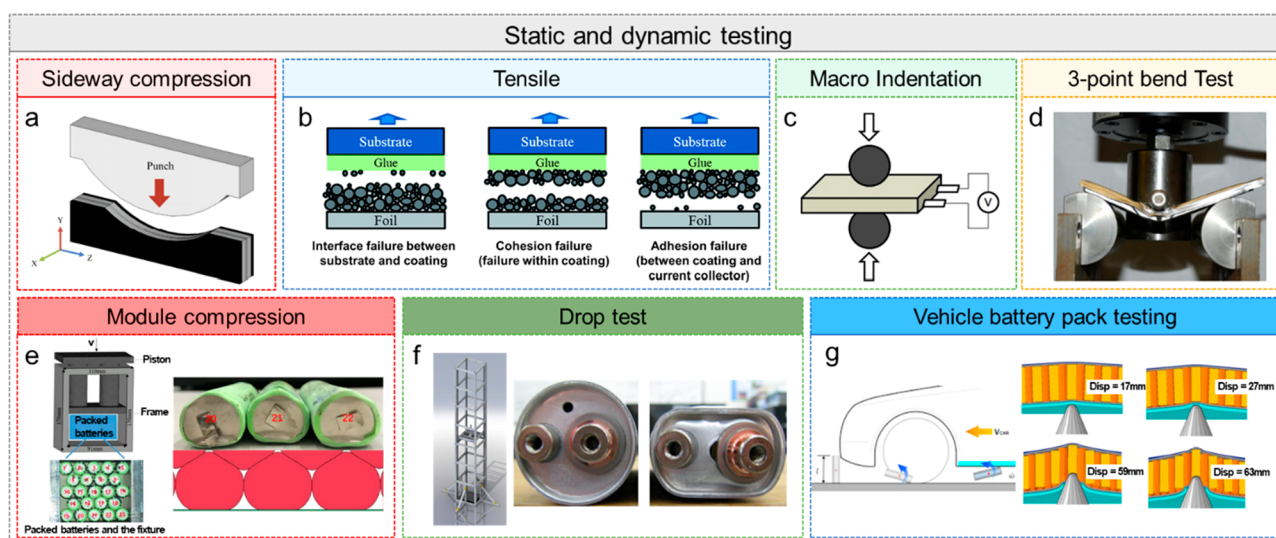 Static and dynamic testing
Sideway compression
Tensile
Macro Indentation
3-point bend Test
a
Punch
Y
X
Z
b
Substrate
Glue
Foil
Interface failure between
substrate and coating
Substrate
Glue
Foil
Cohesion failure
(failure within coating)
Substrate
Glue
Foil
Adhesion failure
(between coating and
current collector)
c
V
d
Module compression
Drop test
Vehicle battery pack testing
e
V
Piston
Frame
Packed
batteries
91mm
Packed batteries and the fixture
21
22
f
g
V CAR
Disp = 17mm
Disp = 27mm
Disp = 59mm
Disp = 63mm